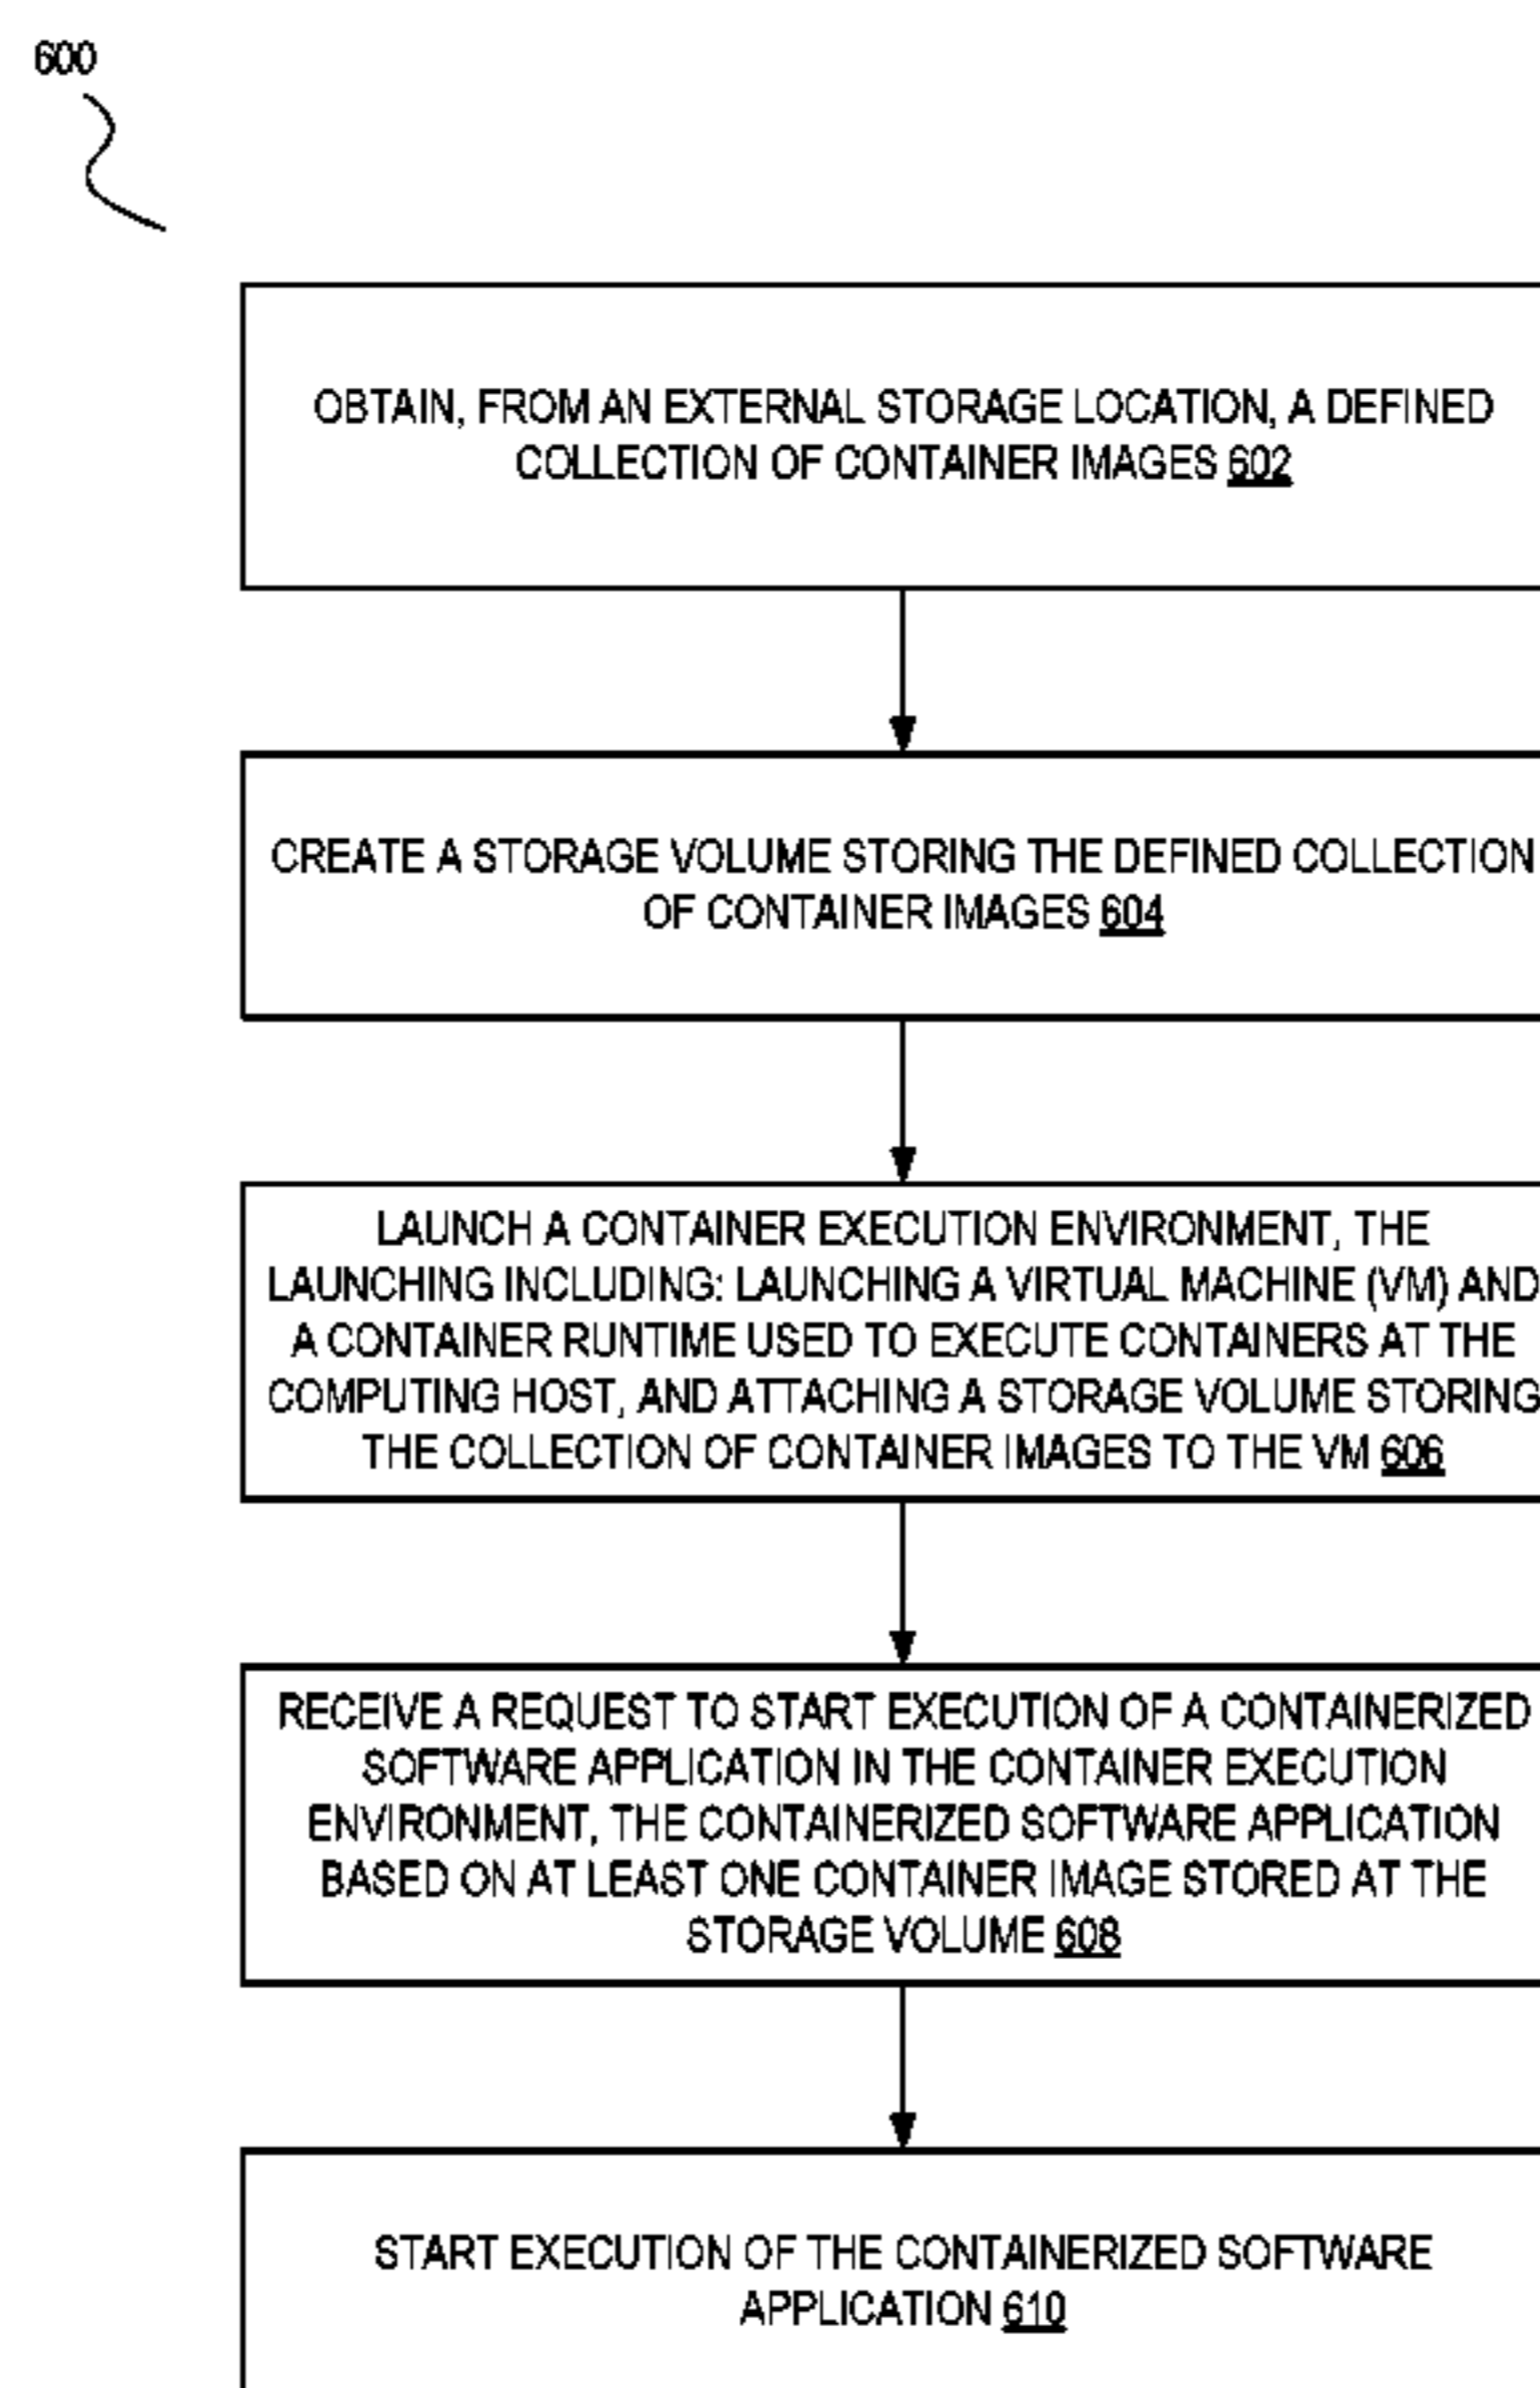 600
OBTAIN, FROM AN EXTERNAL STORAGE LOCATION, A DEFINED
COLLECTION OF CONTAINER IMAGES 602
CREATE A STORAGE VOLUME STORING THE DEFINED COLLECTION
OF CONTAINER IMAGES 604
LAUNCH A CONTAINER EXECUTION ENVIRONMENT, THE
LAUNCHING INCLUDING: LAUNCHING A VIRTUAL MACHINE (VM) AND
A CONTAINER RUNTIME USED TO EXECUTE CONTAINERS AT THE
COMPUTING HOST, AND ATTACHING A STORAGE VOLUME STORING
THE COLLECTION OF CONTAINER IMAGES TO THE VM 606
RECEIVE A REQUEST TO START EXECUTION OF A CONTAINERIZED
SOFTWARE APPLICATION IN THE CONTAINER EXECUTION
ENVIRONMENT, THE CONTAINERIZED SOFTWARE APPLICATION
BASED ON AT LEAST ONE CONTAINER IMAGE STORED AT THE
STORAGE VOLUME 608
START EXECUTION OF THE CONTAINERIZED SOFTWARE
APPLICATION 610